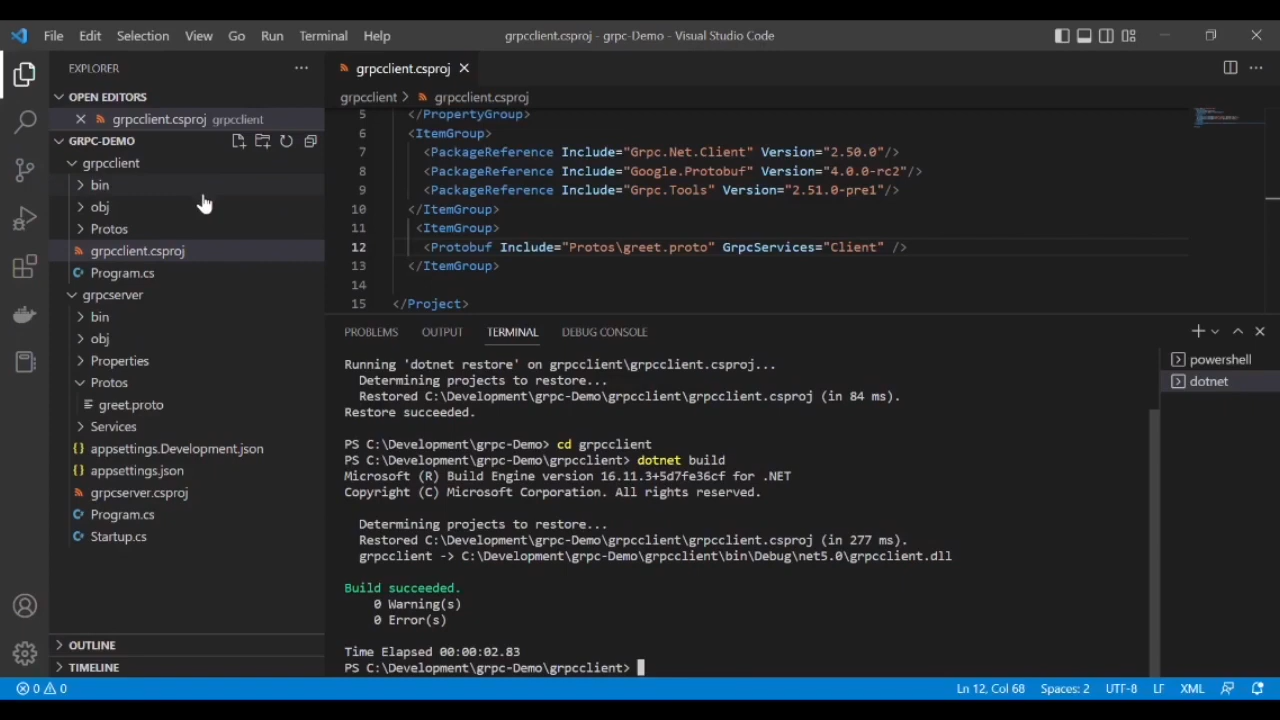 File Edit Selection View Go Run Terminal Help grpcclient.csproj - grpc-Demo - Visual Studio Code
EXPLORER
OPEN EDITORS
grpcclient.csproj grpcclient
GRPC-DEMO
grpcclient
bin
obj
Protos
grpcclient.csproj
Program.cs
grpcserver
bin
obj
Properties
Protos
greet.proto
Services
appsettings.Development.json
appsettings.json
grpcserver.csproj
Program.cs
Startup.cs
OUTLINE
TIMELINE
grpcclient.csproj
grpcclient > grpcclient.csproj
5 </PropertyGroup>
6 <ItemGroup>
7 <PackageReference Include="Grpc.Net.Client" Version="2.50.0"/>
8 <PackageReference Include="Google.Protobuf" Version="4.0.0-rc2"/>
9 <PackageReference Include="Grpc.Tools" Version="2.51.0-pre1"/>
10 </ItemGroup>
11 <ItemGroup>
12 <Protobuf Include="Protos\greet.proto" GrpcServices="Client" />
13 </ItemGroup>
14
15 </Project>
PROBLEMS OUTPUT TERMINAL DEBUG CONSOLE
Running 'dotnet restore' on grpcclient\grpcclient.csproj...
Determining projects to restore...
Restored C:\Development\grpc-Demo\grpcclient\grpcclient.csproj (in 84 ms).
Restore succeeded.
PS C:\Development\grpc-Demo> cd grpcclient
PS C:\Development\grpc-Demo\grpcclient> dotnet build
Microsoft (R) Build Engine version 16.11.3+5d7fe36cf for .NET
Copyright (C) Microsoft Corporation. All rights reserved.
Determining projects to restore...
Restored C:\Development\grpc-Demo\grpcclient\grpcclient.csproj (in 277 ms).
grpcclient -> C:\Development\grpc-Demo\grpcclient\bin\Debug\net5.0\grpcclient.dll
Build succeeded.
0 Warning(s)
0 Error(s)
Time Elapsed 00:00:02.83
PS C:\Development\grpc-Demo\grpcclient>
powershell
dotnet
0 0 Ln 12, Col 68 Spaces: 2 UTF-8 LF XML